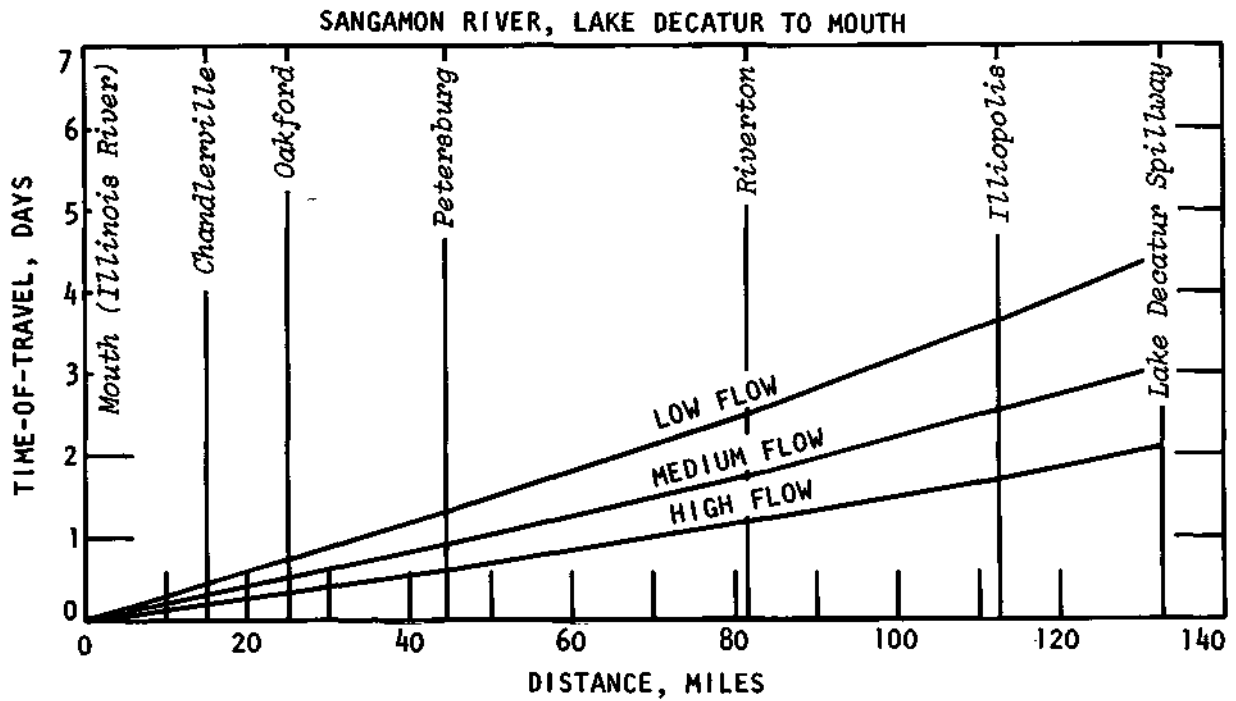 SANGAMON RIVER, LAKE DECATUR TO MOUTH
TIME-OF-TRAVEL, DAYS
7
6
5
4
3
2
1
0
Mouth (Illinois River)
Chandlerville
Oakford
Petersburg
Riverton
Illiopolis
Lake Decatur Spillway
LOW FLOW
MEDIUM FLOW
HIGH FLOW
0 20 40 60 80 100 120 140
DISTANCE, MILES